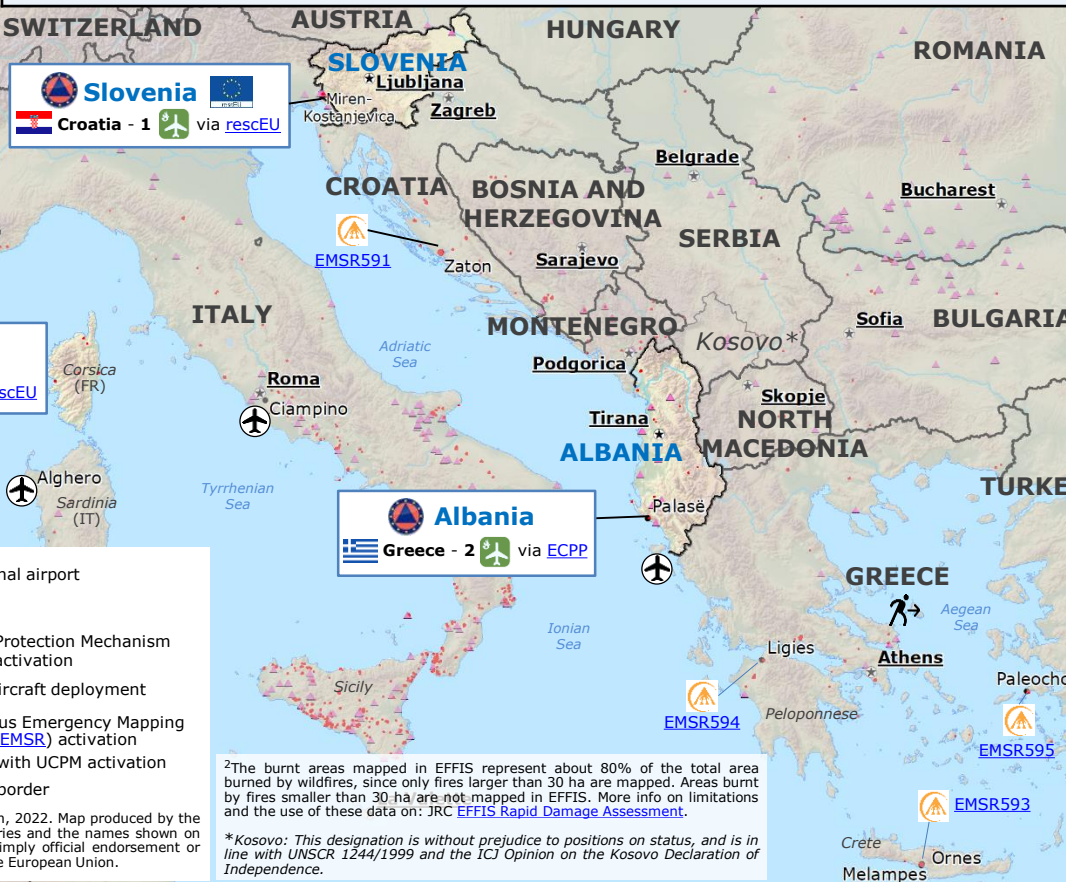 SWITZERLAND
AUSTRIA
HUNGARY
ROMANIA
SLOVENIA
Ljubljana
Slovenia
rescEU
Croatia - 1 via rescEU
Miren-
Kostanjevica
Zagreb
Belgrade
Bucharest
CROATIA
BOSNIA AND
HERZEGOVINA
SERBIA
EMSR591
Zaton
Sarajevo
ITALY
MONTENEGRO
Kosovo*
Sofia
BULGARIA
Adriatic
Sea
Podgorica
Corsica
(FR)
scEU
Roma
Ciampino
Skopje
Tirana
NORTH
MACEDONIA
ALBANIA
Alghero
Sardinia
(IT)
Tyrrhenian
Sea
TURKE
Palasë
Albania
Greece - 2 via ECPP
nal airport
GREECE
Aegean
Sea
Ionian
Sea
Protection Mechanism
activation
Ligies
Athens
ircraft deployment
Sicily
Paleocho
Peloponnese
us Emergency Mapping
EMSR) activation
EMSR594
EMSR595
with UCPM activation
border
n, 2022. Map produced by the
ries and the names shown on
imply official endorsement or
e European Union.
2The burnt areas mapped in EFFIS represent about 80% of the total area
burned by wildfires, since only fires larger than 30 ha are mapped. Areas burnt
by fires smaller than 30 ha are not mapped in EFFIS. More info on limitations
and the use of these data on: JRC EFFIS Rapid Damage Assessment.
*Kosovo: This designation is without prejudice to positions on status, and is in
line with UNSCR 1244/1999 and the ICJ Opinion on the Kosovo Declaration of
Independence.
EMSR593
Crete
Ornes
Melampes